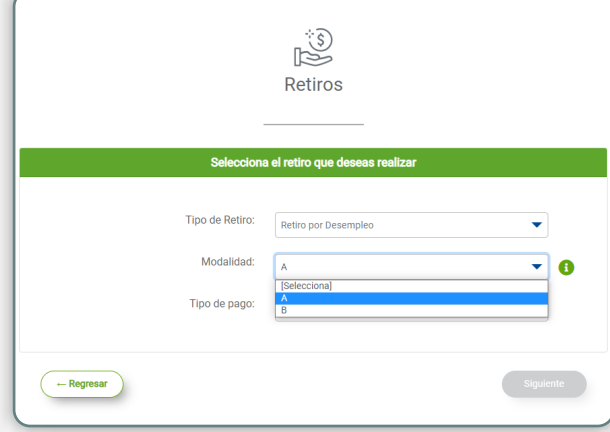 Retiros
Selecciona el retiro que deseas realizar
Tipo de Retiro: Retiro por Desempleo
Modalidad: A
[Selecciona]
A
B
Tipo de pago:
← Regresar
Siguiente